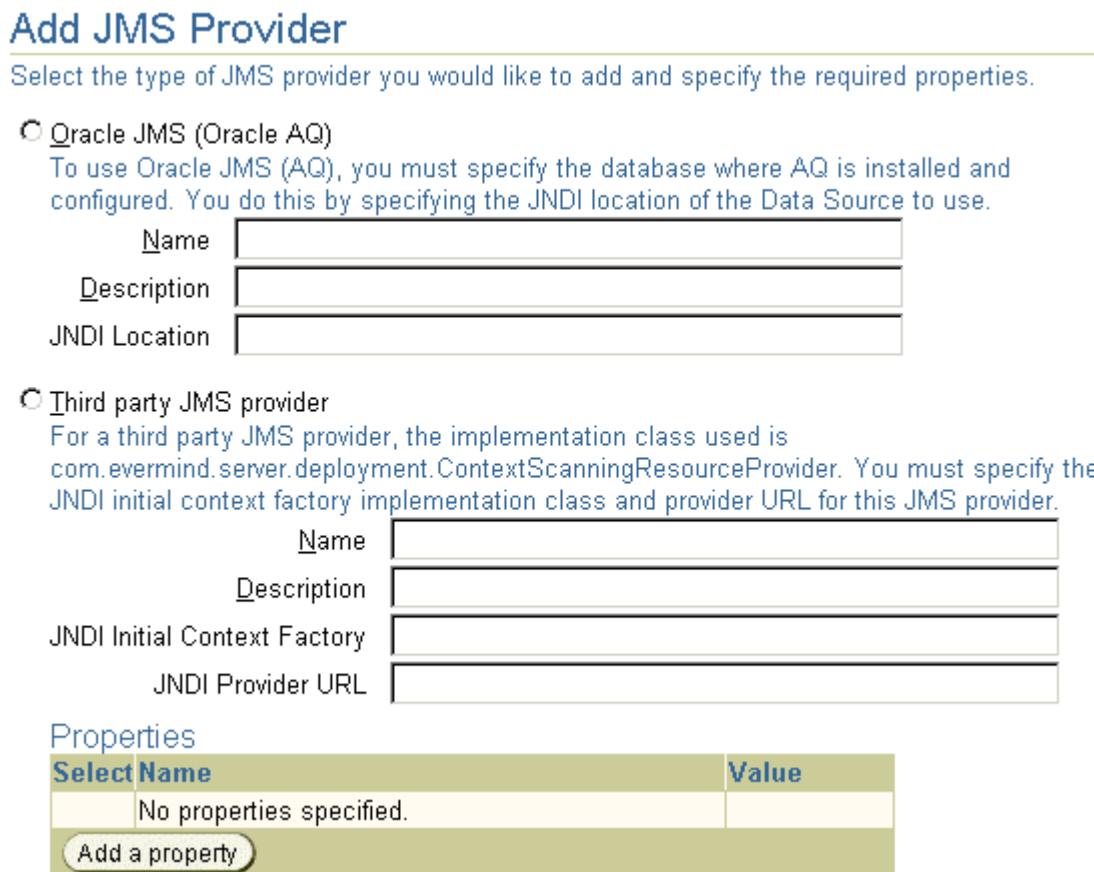 Add JMS Provider
Select the type of JMS provider you would like to add and specify the required properties.
Oracle JMS (Oracle AQ)
To use Oracle JMS (AQ), you must specify the database where AQ is installed and
configured. You do this by specifying the JNDI location of the Data Source to use.
Name
Description
JNDI Location
Third party JMS provider
For a third party JMS provider, the implementation class used is
com.evermind.server.deployment.ContextScanningResourceProvider. You must specify the
JNDI initial context factory implementation class and provider URL for this JMS provider.
Name
Description
JNDI Initial Context Factory
JNDI Provider URL
Properties
Select Name Value
No properties specified.
Add a property